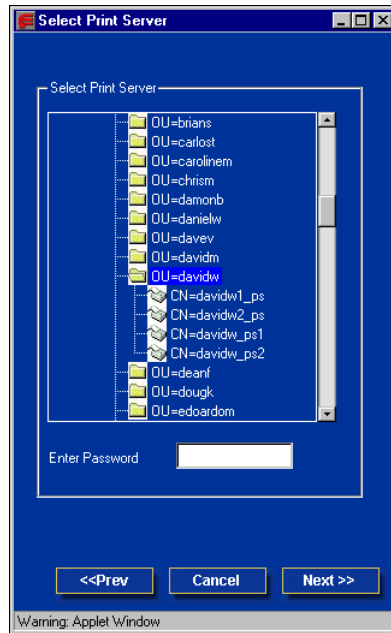 Select Print Server
Select Print Server
OU=brians
OU=carlost
OU=carolinem
OU=chrism
OU=damonb
OU=danielw
OU=davev
OU=davidm
OU=davidw
CN=davidw1_ps
CN=davidw2_ps
CN=davidw_ps1
CN=davidw_ps2
OU=deanf
OU=dougk
OU=edoardom
Enter Password
<<Prev Cancel Next >>
Warning: Applet Window